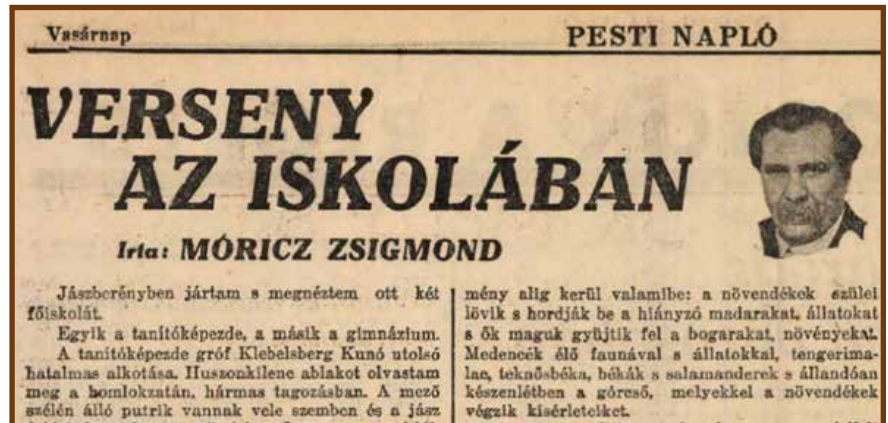 Vasárnap
PESTI NAPLÓ
VERSENY
AZ ISKOLÁBAN
Irta: MÓRICZ ZSIGMOND
Jászberényben jártam s megnéztem ott két
főiskolát.
Egyik a tanítóképezde, a másik a gimnázium.
A tanítóképezde gróf Klebelsberg Kunó utolsó
hatalmas alkotása. Huszonkilenc ablakot olvastam
meg a homlokzatán, hármas tagozásban. A mező
szélén álló putrik vannak vele szemben és a jász
mény alig kerül valamibe: a növendékek szülei
lövik s hordják be a hiányzó madarakat, állatokat
s ők maguk gyüjtik fel a bogarakat, növényeket.
Medencék élő faunával s állatokkal, tengerima-
lac, teknősbéka, békák s salamanderek s állandóan
készenlétben a górcső, melyekkel a növendékek
végzik kisérleteiket.